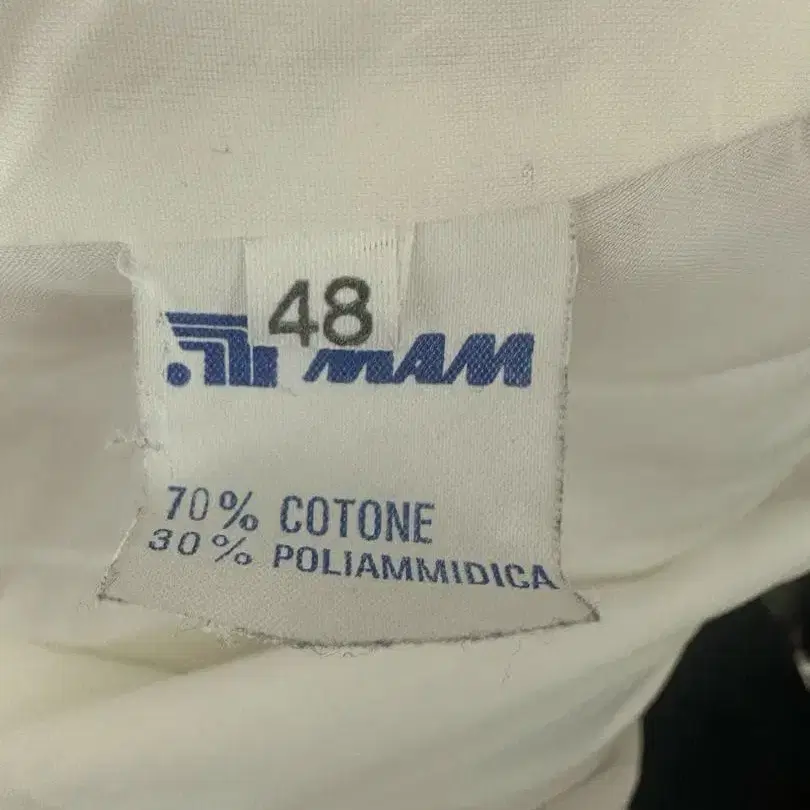 48
MAM
70% COTONE
30% POLIAMMIDICA